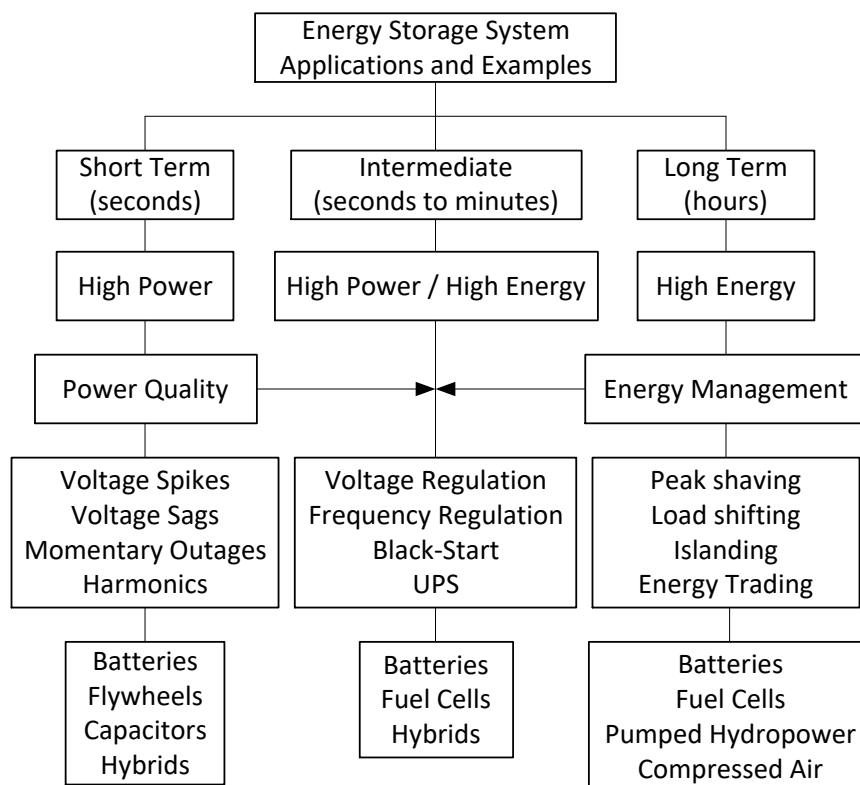 Energy Storage System
Applications and Examples
Short Term
(seconds)
Intermediate
(seconds to minutes)
Long Term
(hours)
High Power
High Power / High Energy
High Energy
Power Quality
Energy Management
Voltage Spikes
Voltage Sags
Momentary Outages
Harmonics
Voltage Regulation
Frequency Regulation
Black-Start
UPS
Peak shaving
Load shifting
Islanding
Energy Trading
Batteries
Flywheels
Capacitors
Hybrids
Batteries
Fuel Cells
Hybrids
Batteries
Fuel Cells
Pumped Hydropower
Compressed Air